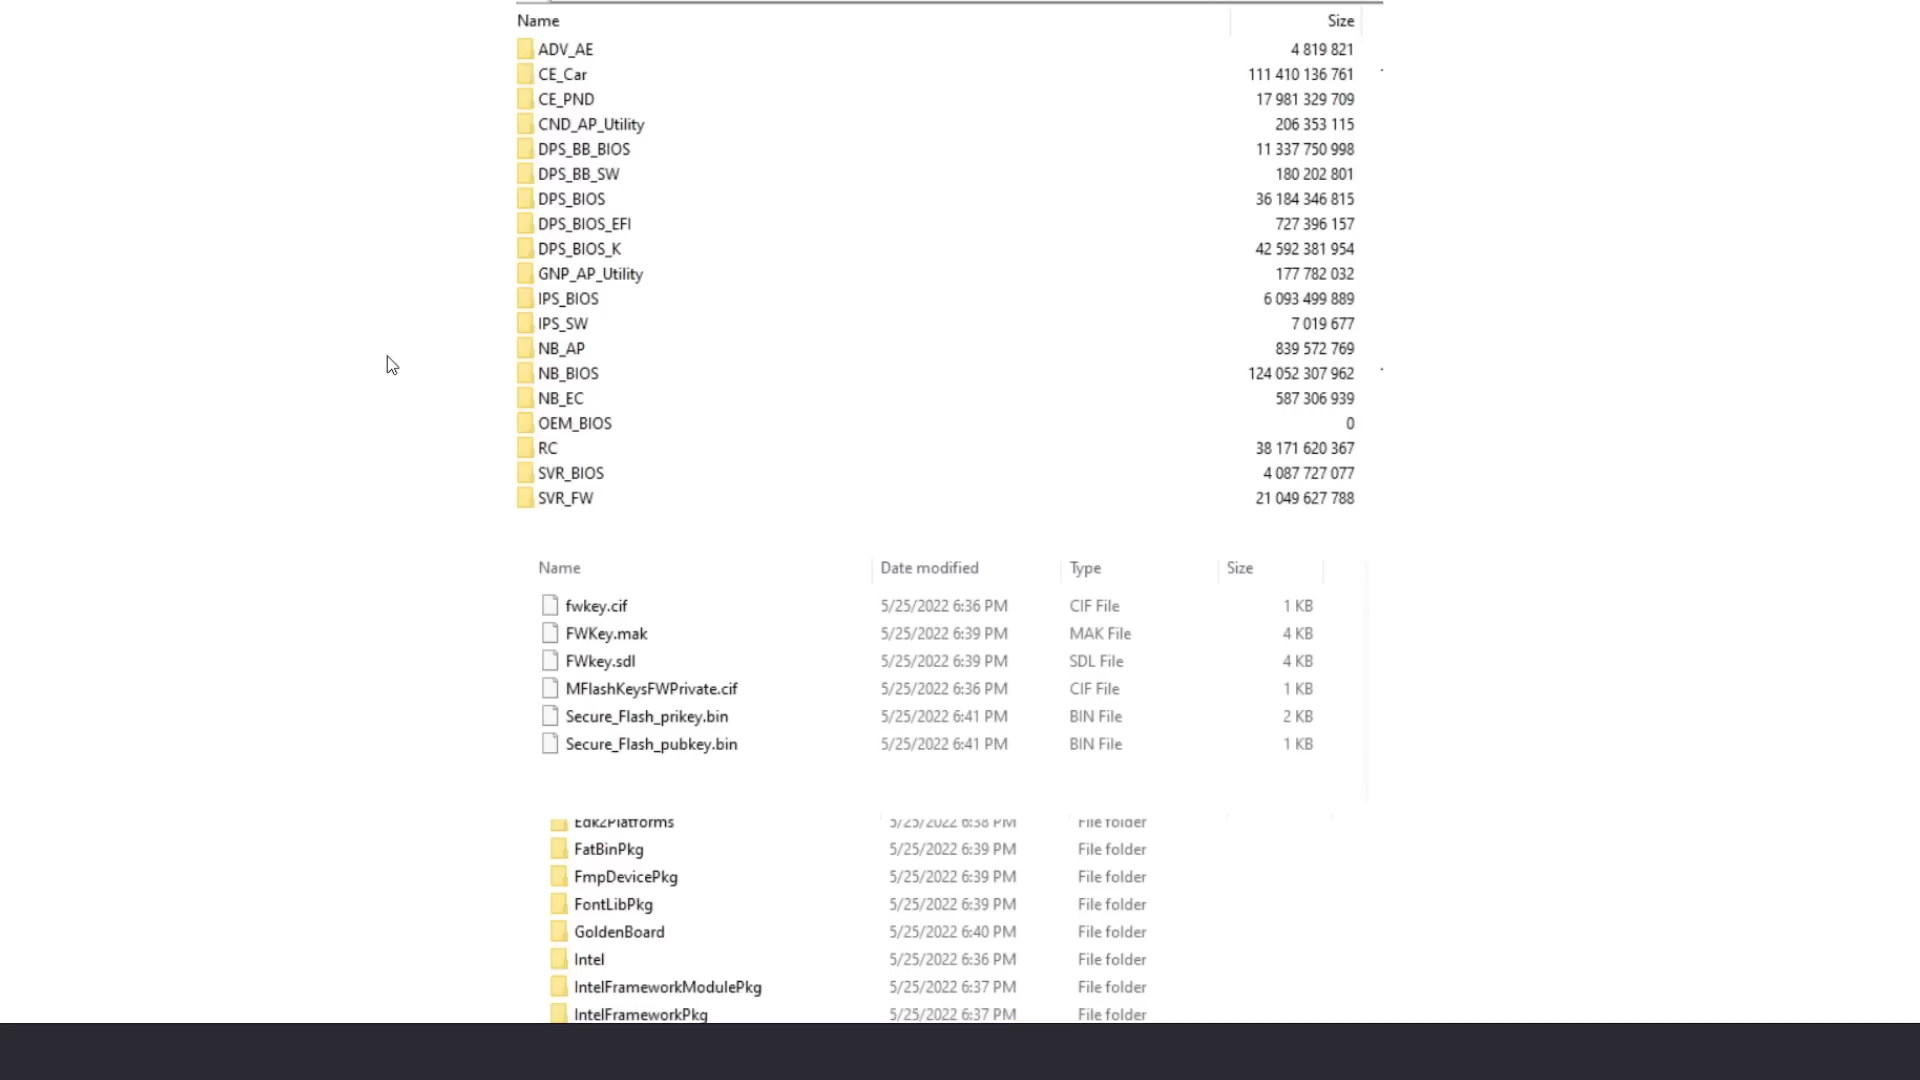 Name Size
ADV_AE 4 819 821
CE_Car 111 410 136 761
CE_PND 17 981 329 709
CND_AP_Utility 206 353 115
DPS_BB_BIOS 11 337 750 998
DPS_BB_SW 180 202 801
DPS_BIOS 36 184 346 815
DPS_BIOS_EFI 727 396 157
DPS_BIOS_K 42 592 381 954
GNP_AP_Utility 177 782 032
IPS_BIOS 6 093 499 889
IPS_SW 7 019 677
NB_AP 839 572 769
NB_BIOS 124 052 307 962
NB_EC 587 306 939
OEM_BIOS 0
RC 38 171 620 367
SVR_BIOS 4 087 727 077
SVR_FW 21 049 627 788
Name Date modified Type Size
fwkey.cif 5/25/2022 6:36 PM CIF File 1 KB
FWKey.mak 5/25/2022 6:39 PM MAK File 4 KB
FWkey.sdl 5/25/2022 6:39 PM SDL File 4 KB
MFlashKeysFWPrivate.cif 5/25/2022 6:36 PM CIF File 1 KB
Secure_Flash_prikey.bin 5/25/2022 6:41 PM BIN File 2 KB
Secure_Flash_pubkey.bin 5/25/2022 6:41 PM BIN File 1 KB
Edk2Platforms 5/25/2022 6:38 PM File folder
FatBinPkg 5/25/2022 6:39 PM File folder
FmpDevicePkg 5/25/2022 6:39 PM File folder
FontLibPkg 5/25/2022 6:39 PM File folder
GoldenBoard 5/25/2022 6:40 PM File folder
Intel 5/25/2022 6:36 PM File folder
IntelFrameworkModulePkg 5/25/2022 6:37 PM File folder
IntelFrameworkPkg 5/25/2022 6:37 PM File folder